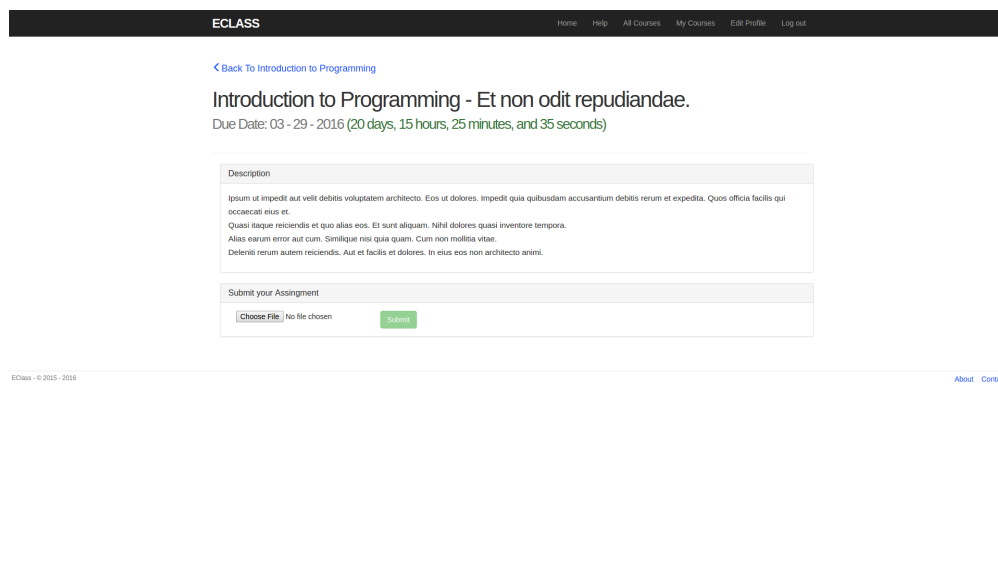 ECLASS Home Help All Courses My Courses Edit Profile Log out
Back To Introduction to Programming
Introduction to Programming - Et non odit repudiandae.
Due Date: 03 - 29 - 2016 (20 days, 15 hours, 25 minutes, and 35 seconds)
Description
Ipsum ut impedit aut velit debitis voluptatem architecto. Eos ut dolores. Impedit quia quibusdam accusantium debitis rerum et expedita. Quos officia facilis qui
occaecati eius et.
Quasi itaque reiciendis et quo alias eos. Et sunt aliquam. Nihil dolores quasi inventore tempora.
Alias earum error aut cum. Similique nisi quia quam. Cum non mollitia vitae.
Deleniti rerum autem reiciendis. Aut et facilis et dolores. In eius eos non architecto animi.
Submit your Assingment
Choose File No file chosen Submit
EClass - © 2015 - 2016 About Conta